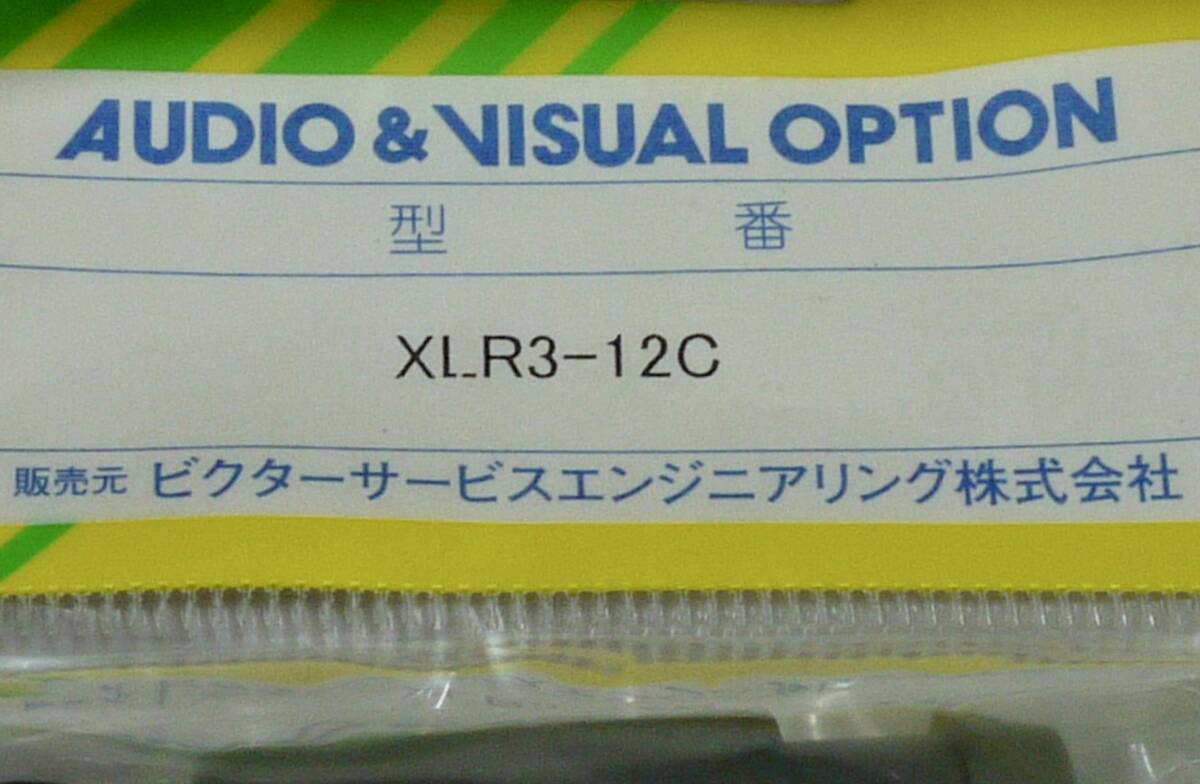 AUDIO & VISUAL OPTION
型 番
XLR3-12C
販売元 ビクターサービスエンジニアリング株式会社